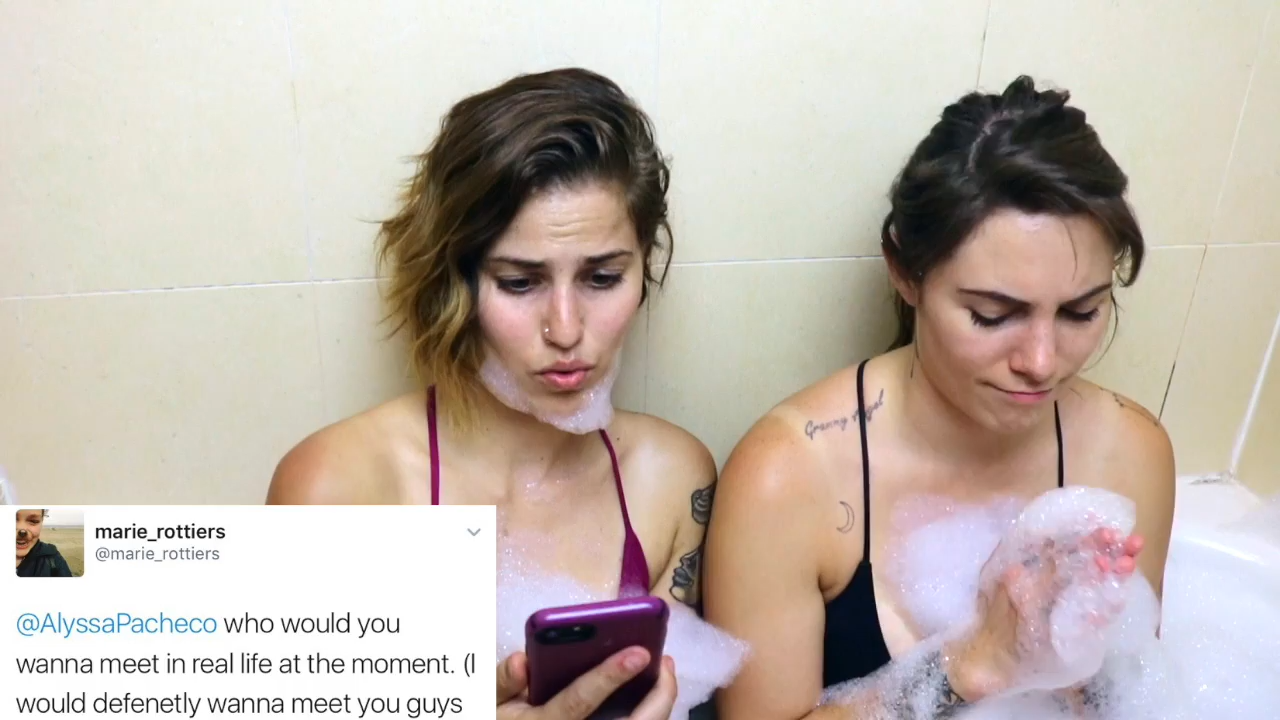 Granny
marie_rottiers
@marie_rottiers
@AlyssaPacheco who would you
wanna meet in real life at the moment. (I
would defenetly wanna meet you guys